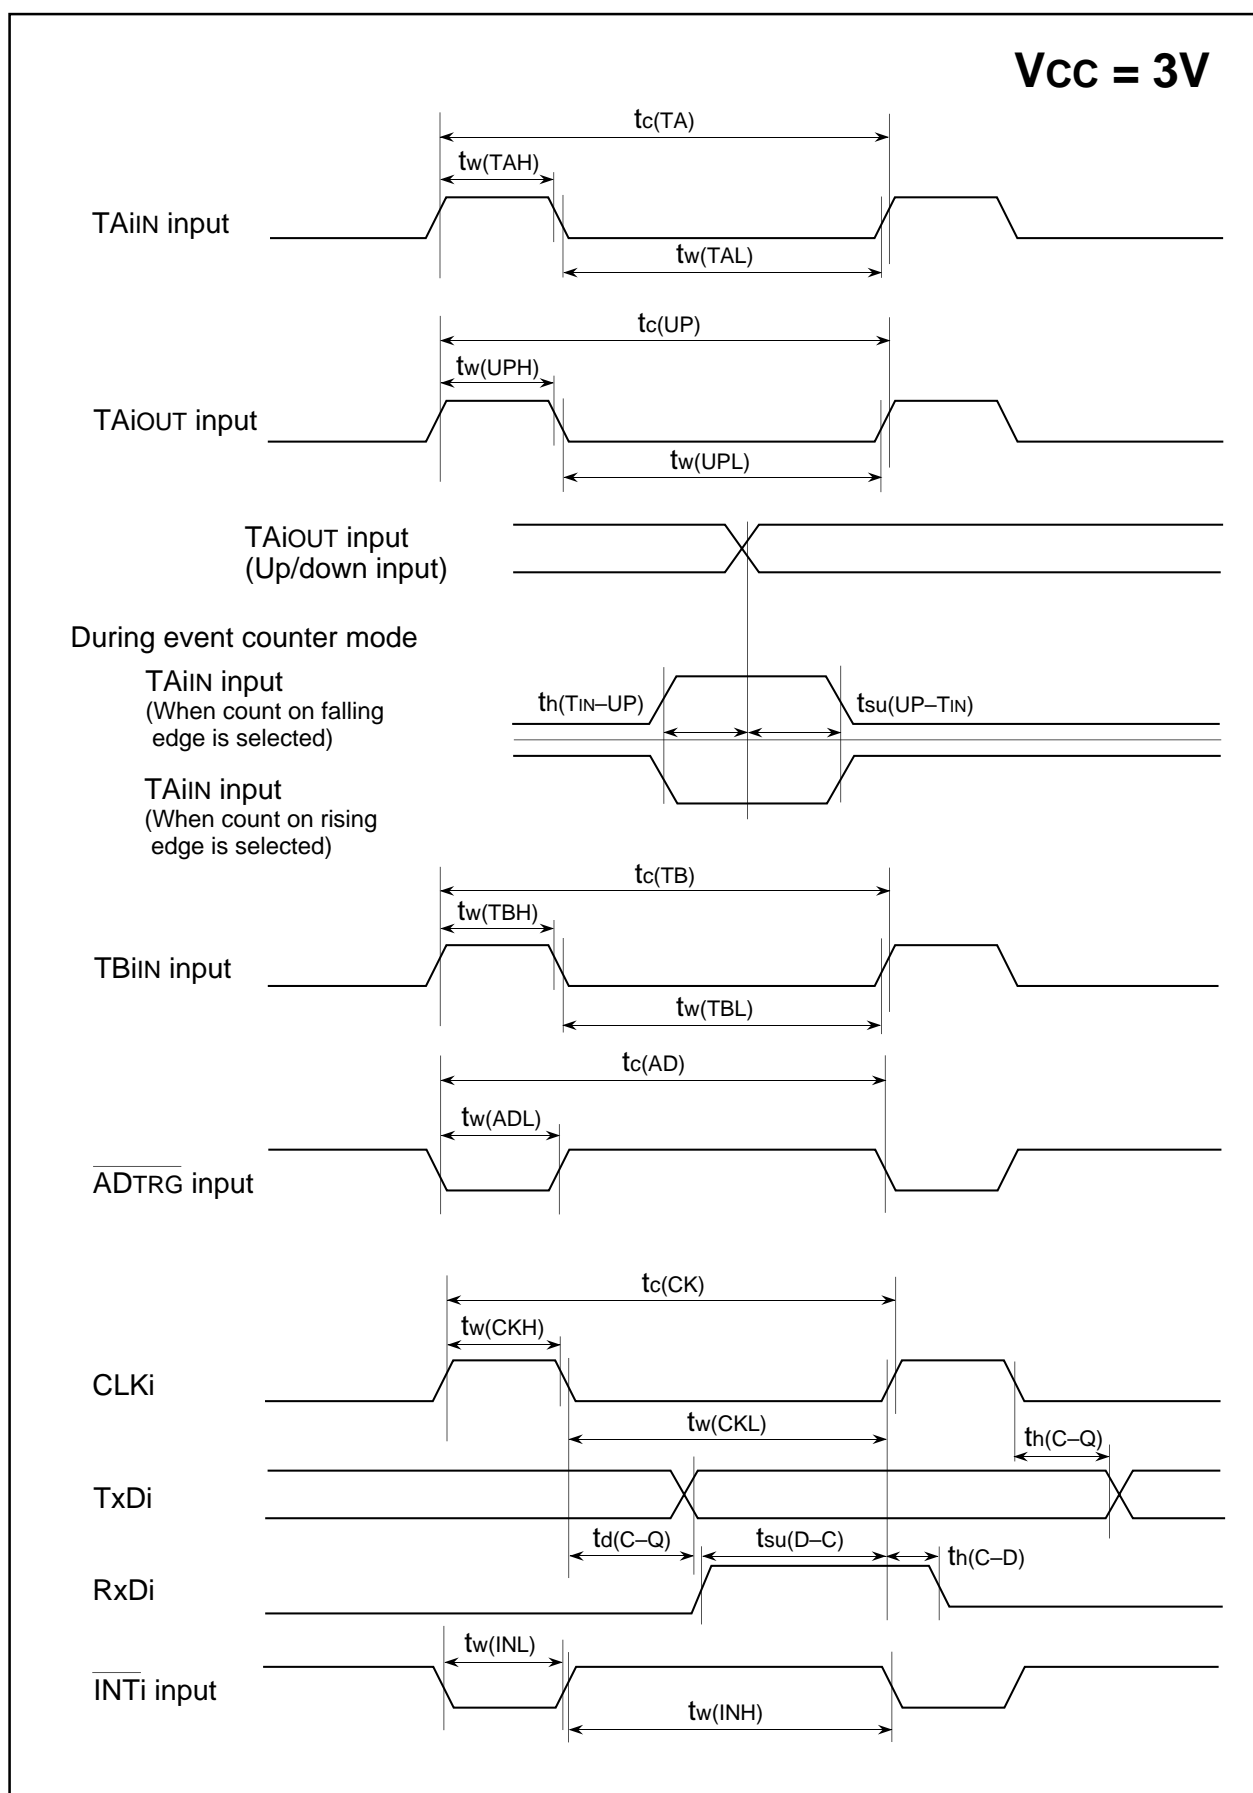 VCC = 3V
tc(TA)
tw(TAH)
TAiIN input
tw(TAL)
tc(UP)
tw(UPH)
TAiOUT input
tw(UPL)
TAiOUT input
(Up/down input)
During event counter mode
TAiIN input
(When count on falling
edge is selected)
th(TIN–UP)
tsu(UP–TIN)
TAiIN input
(When count on rising
edge is selected)
tc(TB)
tw(TBH)
TBiIN input
tw(TBL)
tc(AD)
tw(ADL)
ADTRG input
tc(CK)
tw(CKH)
CLKi
tw(CKL)
th(C–Q)
TxDi
td(C–Q)
tsu(D–C)
th(C–D)
RxDi
tw(INL)
INTi input
tw(INH)